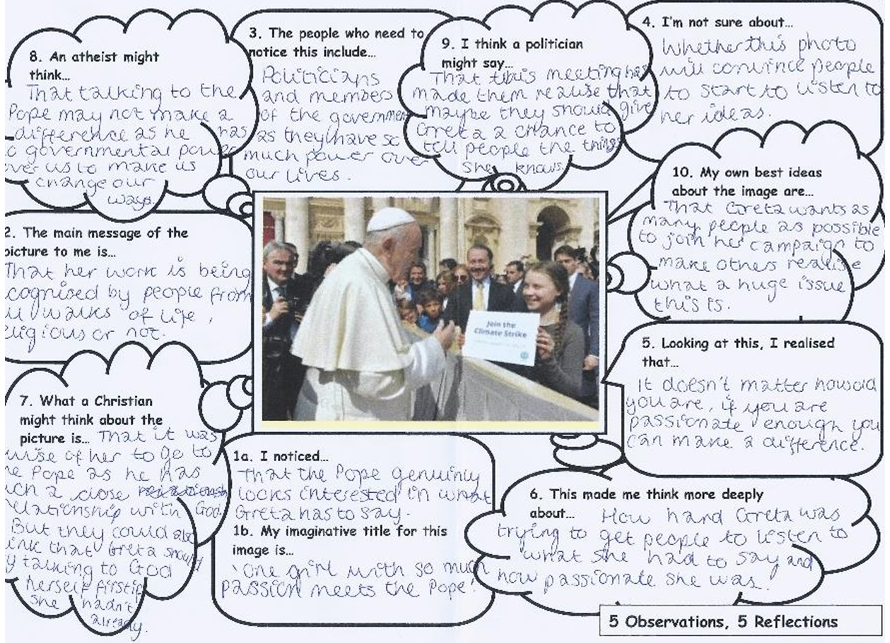 8. An atheist might
think...
That talking to the
Pope may not make a
difference as he has
governmental power
over us to make us
change our
ways.
3. The people who need to
notice this include...
Politicians
and members
of the governmen
as they have so
much power over
our lives.
9. I think a politician
might say...
That this meeting has
made them realise that
maybe they should give
Greta a chance to
tell people the things
she knows.
4. I'm not sure about...
Whether this photo
will convince people
to start to listen to
her ideas.
10. My own best ideas
about the image are...
That Greta wants as
many people as possible
to join her campaign to
make others realise
what a huge issue
this is.
2. The main message of the
picture to me is...
That her work is being
cognised by people from
walks of life,
eligious or not.
Join the
Climate Strike
5. Looking at this, I realised
that...
It doesn't matter how old
you are, if you are
passionate enough you
can make a difference.
7. What a Christian
might think about the
picture is... That it was
wise of her to go to
he Pope as he has
ch a close
relationship with God
But they could
ink that Greta should
talking to God
herself first if
she hadn't
already.
1a. I noticed...
That the Pope genuinly
looks interested in what
Greta has to say.
1b. My imaginative title for this
image is...
'One girl with so much
passion meets the Pope'
6. This made me think more deeply
about... How hard Greta was
trying to get people to listen to
what she had to say and
how passionate she was.
5 Observations, 5 Reflections